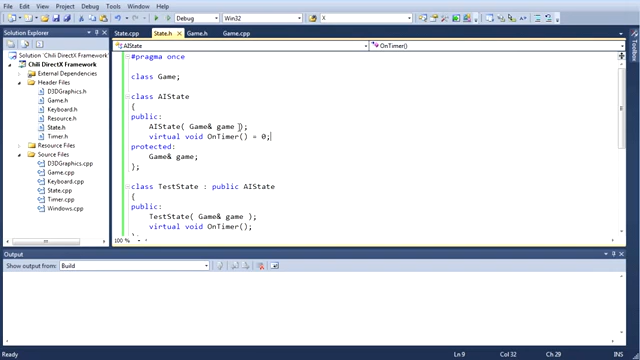 File Edit View Project Build Debug Team Data Tools Test Window Help
Debug Win32 X
Solution Explorer
State.cpp State.h Game.h Game.cpp
AIState OnTimer()
Solution 'Chili DirectX Framework'
Chili DirectX Framework
External Dependencies
Header Files
D3DGraphics.h
Game.h
Keyboard.h
Resource.h
State.h
Timer.h
Resource Files
Source Files
D3DGraphics.cpp
Game.cpp
Keyboard.cpp
State.cpp
Timer.cpp
Windows.cpp
#pragma once
class Game;
class AIState
{
public:
AIState( Game& game );
virtual void OnTimer() = 0;
protected:
Game& game;
};
class TestState : public AIState
{
public:
TestState( Game& game );
virtual void OnTimer();
100 %
Toolbox
Output
Show output from: Build
Ready Ln 9 Col 32 Ch 29 INS